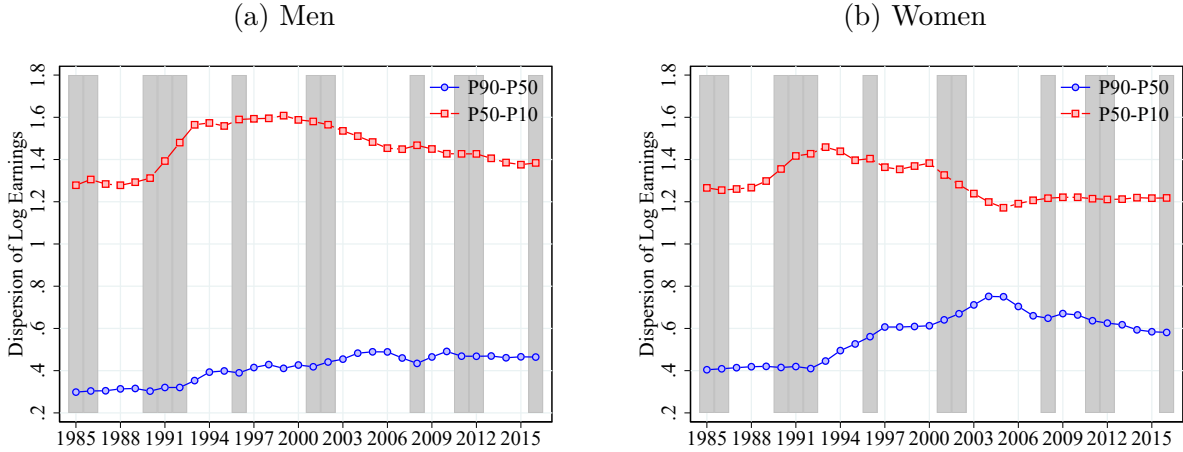 (a) Men
Dispersion of Log Earnings
1.8
1.6
1.4
1.2
1
.8
.6
.4
.2
P90-P50
P50-P10
1985 1988 1991 1994 1997 2000 2003 2006 2009 2012 2015
(b) Women
Dispersion of Log Earnings
1.8
1.6
1.4
1.2
1
.8
.6
.4
.2
P90-P50
P50-P10
1985 1988 1991 1994 1997 2000 2003 2006 2009 2012 2015